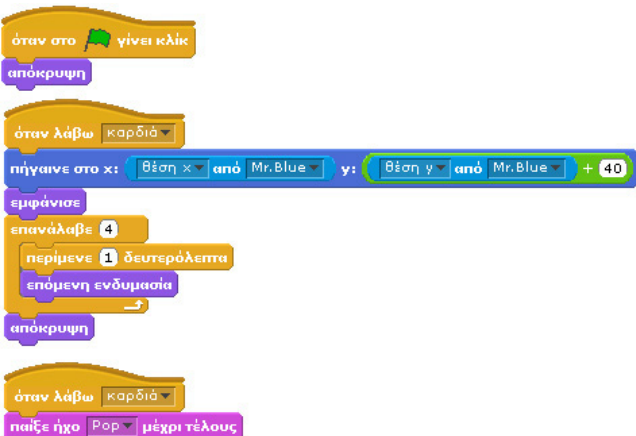 όταν στο γίνει κλίκ
απόκρυψη
όταν λάβω καρδιά
πήγαινε στο x: θέση x από Mr.Blue y: θέση y από Mr.Blue + 40
εμφάνισε
επανάλαβε 4
περίμενε 1 δευτερόλεπτα
επόμενη ενδυμασία
απόκρυψη
όταν λάβω καρδιά
παίξε ήχο Pop μέχρι τέλους